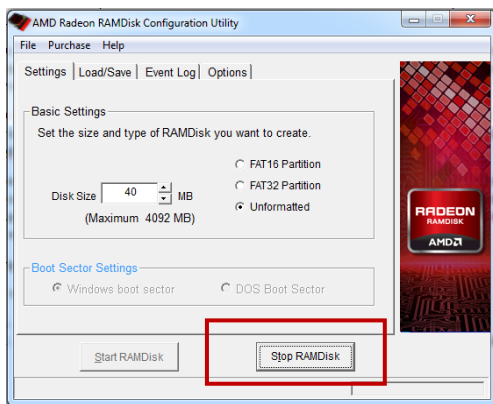 AMD Radeon RAMDisk Configuration Utility
File Purchase Help
Settings Load/Save Event Log Options
Basic Settings
Set the size and type of RAMDisk you want to create.
FAT16 Partition
FAT32 Partition
Disk Size 40 MB
Unformatted
(Maximum 4092 MB)
RADEON
RAMDISK
AMD
Boot Sector Settings
Windows boot sector DOS Boot Sector
Start RAMDisk Stop RAMDisk